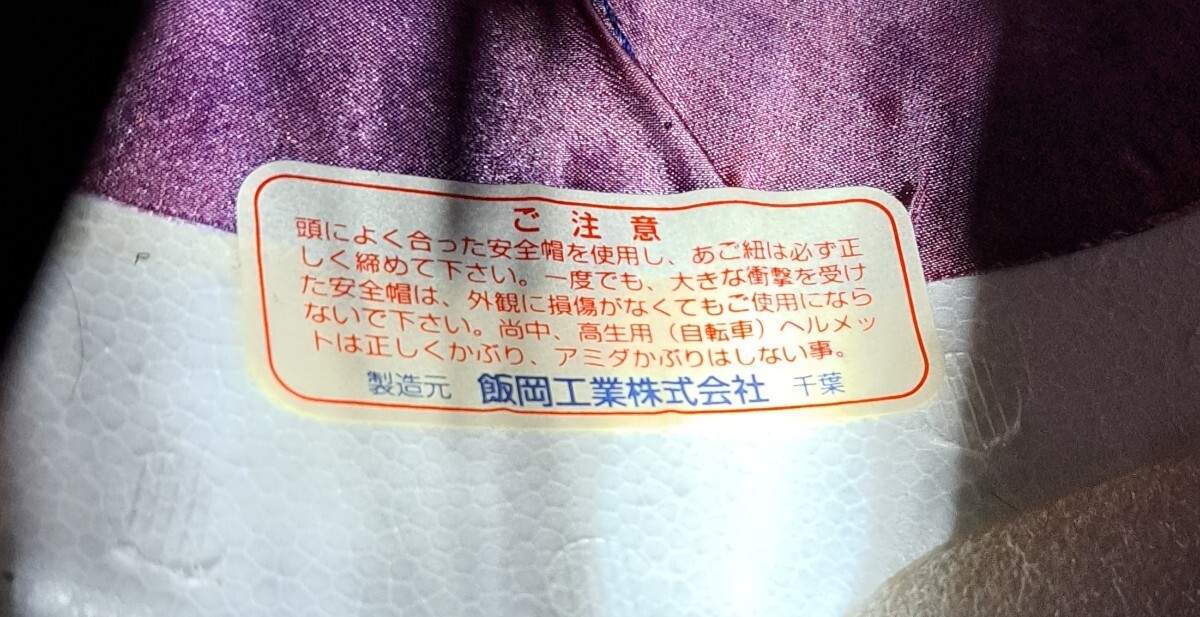 ご注意
頭によく合った安全帽を使用し、あご紐は必ず正
しく締めて下さい。一度でも、大きな衝撃を受け
た安全帽は、外観に損傷がなくてもご使用になら
ないで下さい。尚中、高生用（自転車）ヘルメッ
トは正しくかぶり、アミダかぶりはしない事。
製造元 飯岡工業株式会社 千葉